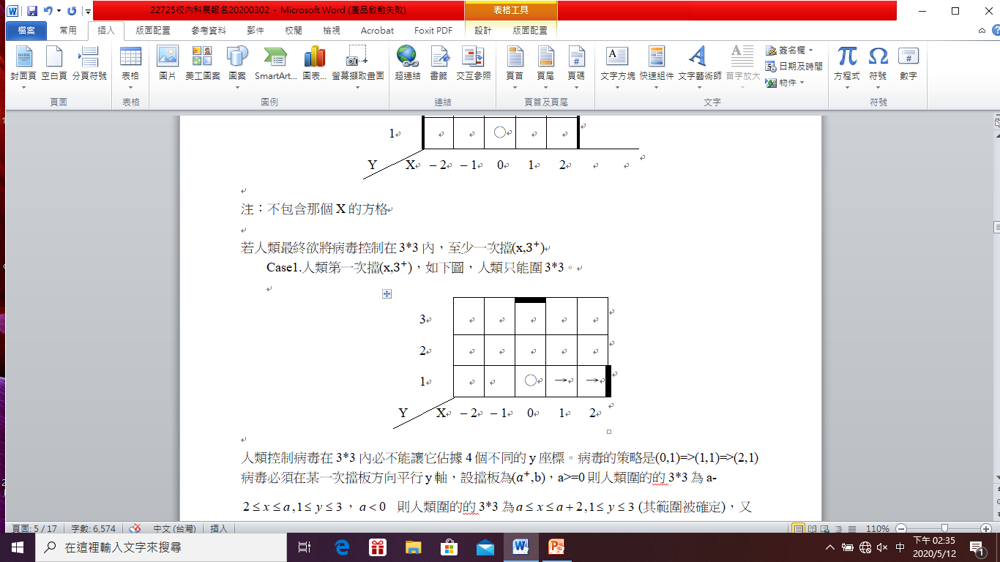 22725校內科展報名20200302 - Microsoft Word (產品啟動失敗)
表格工具
檔案 常用 插入 版面配置 參考資料 郵件 校閱 檢視 Acrobat Foxit PDF 設計 版面配置
封面頁 空白頁 分頁符號 表格 圖片 美工圖案 圖案 SmartArt... 圖表... 螢幕擷取畫面 超連結 書籤 交互參照 頁首 頁尾 頁碼 文字方塊 快速組件 文字藝術師 首字放大 簽名欄 方程式 符號 數字
日期及時間
物件
頁面 表格 圖例 連結 頁首及頁尾 文字 符號
1 ○
Y X －2 －1 0 1 2
注：不包含那個 X 的方格
若人類最終欲將病毒控制在 3*3 內，至少一次擋(x,3⁺)
Case1.人類第一次擋(x,3⁺)，如下圖，人類只能圍 3*3。
3
2
1 ○ → →
Y X －2 －1 0 1 2
人類控制病毒在 3*3 內必不能讓它佔據 4 個不同的 y 座標。病毒的策略是(0,1)=>(1,1)=>(2,1)
病毒必須在某一次擋板方向平行 y 軸，設擋板為(a⁺,b)，a>=0 則人類圍的的 3*3 為 a-
2 ≤ x ≤ a , 1 ≤ y ≤ 3，a < 0 則人類圍的的 3*3 為 a ≤ x ≤ a + 2 , 1 ≤ y ≤ 3 (其範圍被確定)，又
頁面: 5 / 17 字數: 6,574 中文 (台灣) 插入 110%
在這裡輸入文字來搜尋
中
下午 02:35
2020/5/12
1